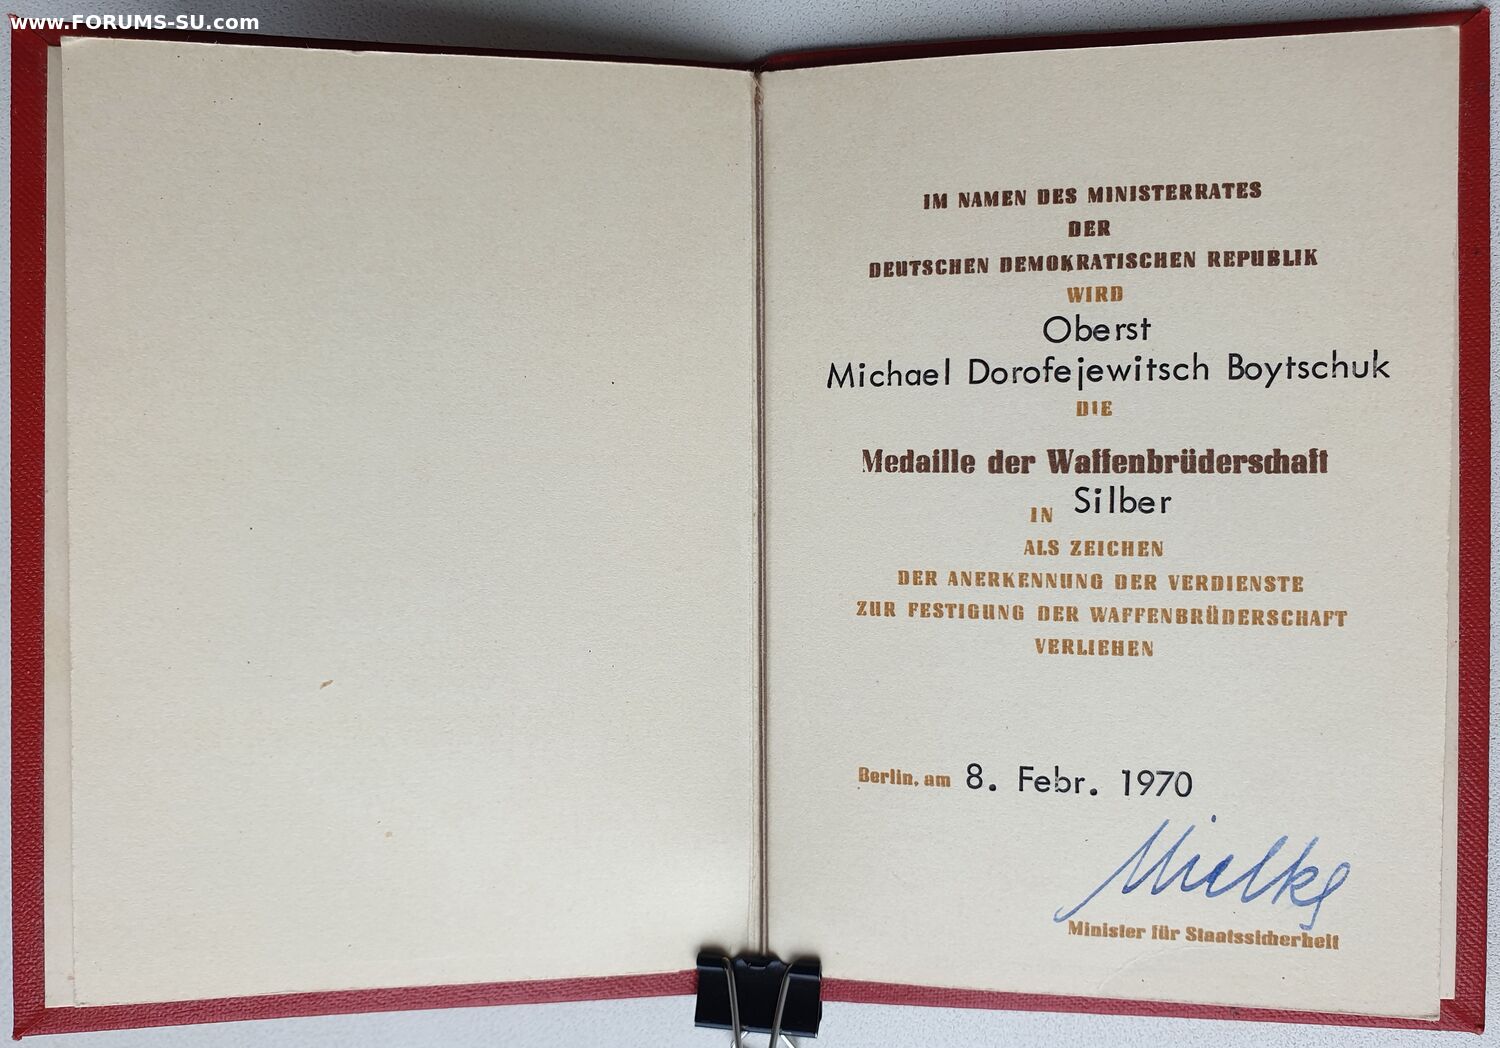 www.FORUMS-SU.com
IM NAMEN DES MINISTERRATES
DER
DEUTSCHEN DEMOKRATISCHEN REPUBLIK
WIRD
Oberst
Michael Dorofejewitsch Boytschuk
DIE
Medaille der Waffenbrüderschaft
IN Silber
ALS ZEICHEN
DER ANERKENNUNG DER VERDIENSTE
ZUR FESTIGUNG DER WAFFENBRÜDERSCHAFT
VERLIEHEN
Berlin, am 8. Febr. 1970
Mielke
Minister für Staatssicherheit